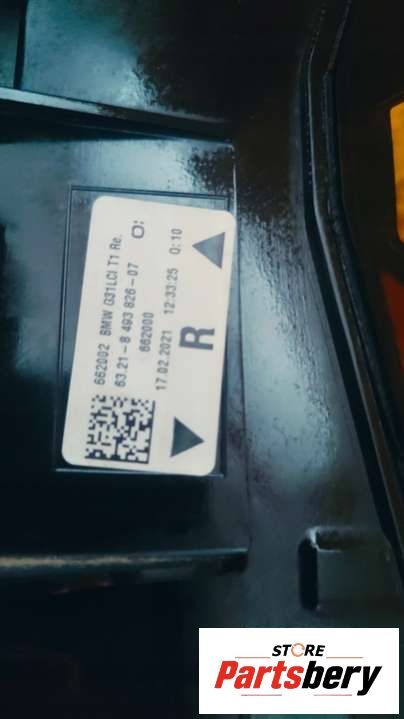 662002 BMW G31LCI T1 Re.
63.21-8 493 826-07 O:
662000
17.02.2021 12:33:25 O:10
R
STORE
Partsbery